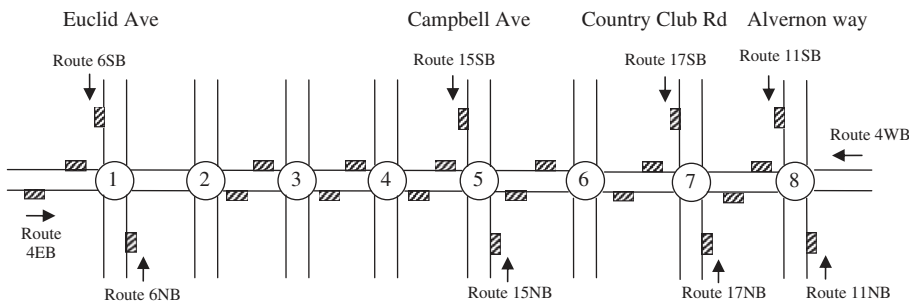 Euclid Ave
Campbell Ave
Country Club Rd
Alvernon way
Route 6SB
Route 15SB
Route 17SB
Route 11SB
Route 4WB
1
2
3
4
5
6
7
8
Route
4EB
Route 6NB
Route 15NB
Route 17NB
Route 11NB